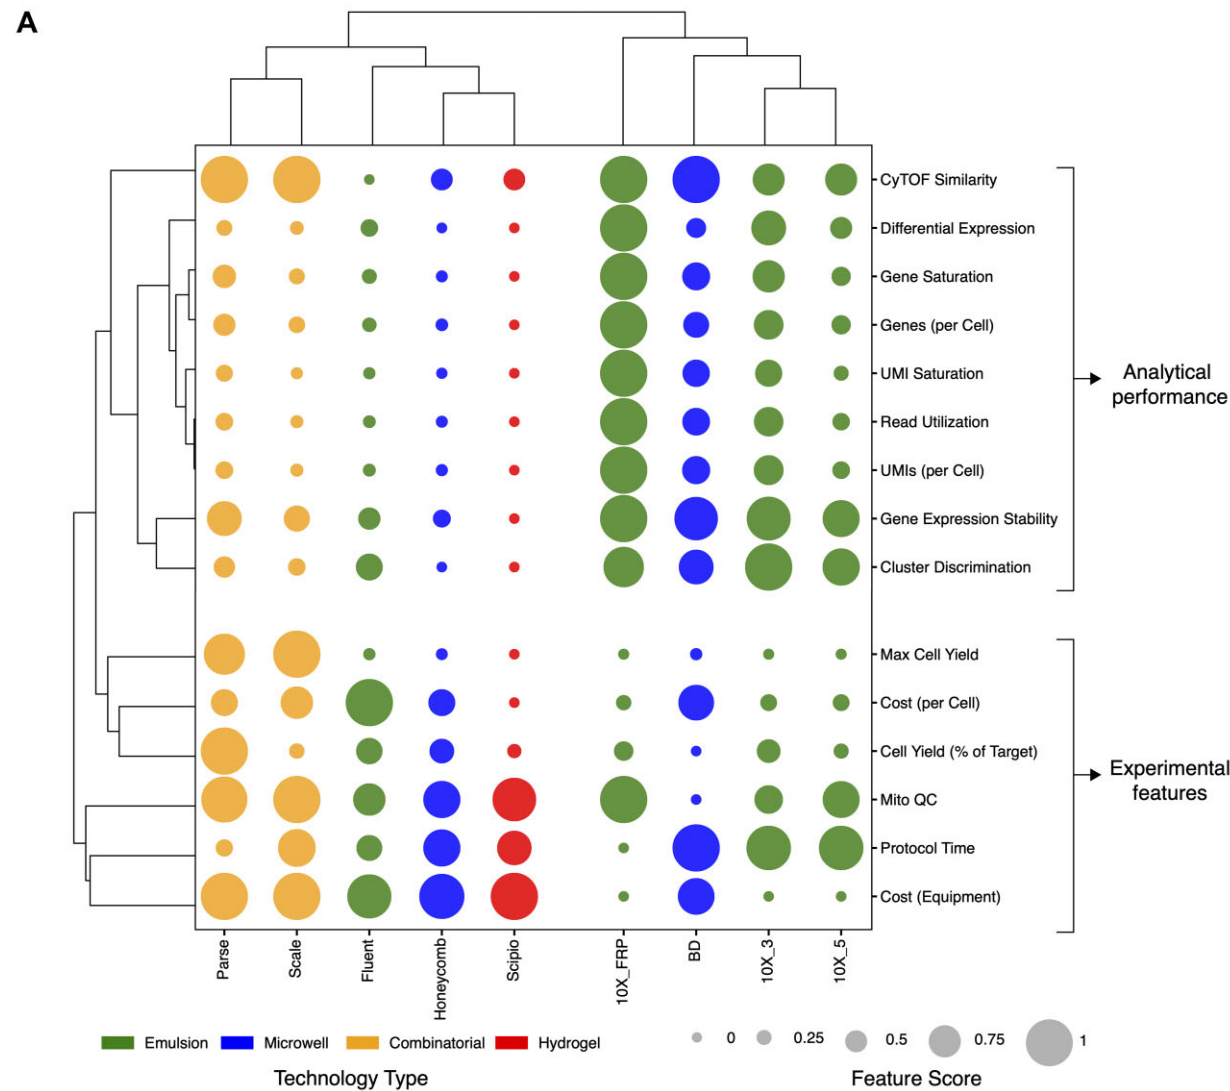 A
CyTOF Similarity
Differential Expression
Gene Saturation
Genes (per Cell)
UMI Saturation
Read Utilization
UMIs (per Cell)
Gene Expression Stability
Cluster Discrimination
Analytical
performance
Max Cell Yield
Cost (per Cell)
Cell Yield (% of Target)
Mito QC
Protocol Time
Cost (Equipment)
Experimental
features
Parse
Scale
Fluent
Honeycomb
Scipio
10X_FRP
BD
10X_3
10X_5
Emulsion
Microwell
Combinatorial
Hydrogel
Technology Type
0
0.25
0.5
0.75
1
Feature Score